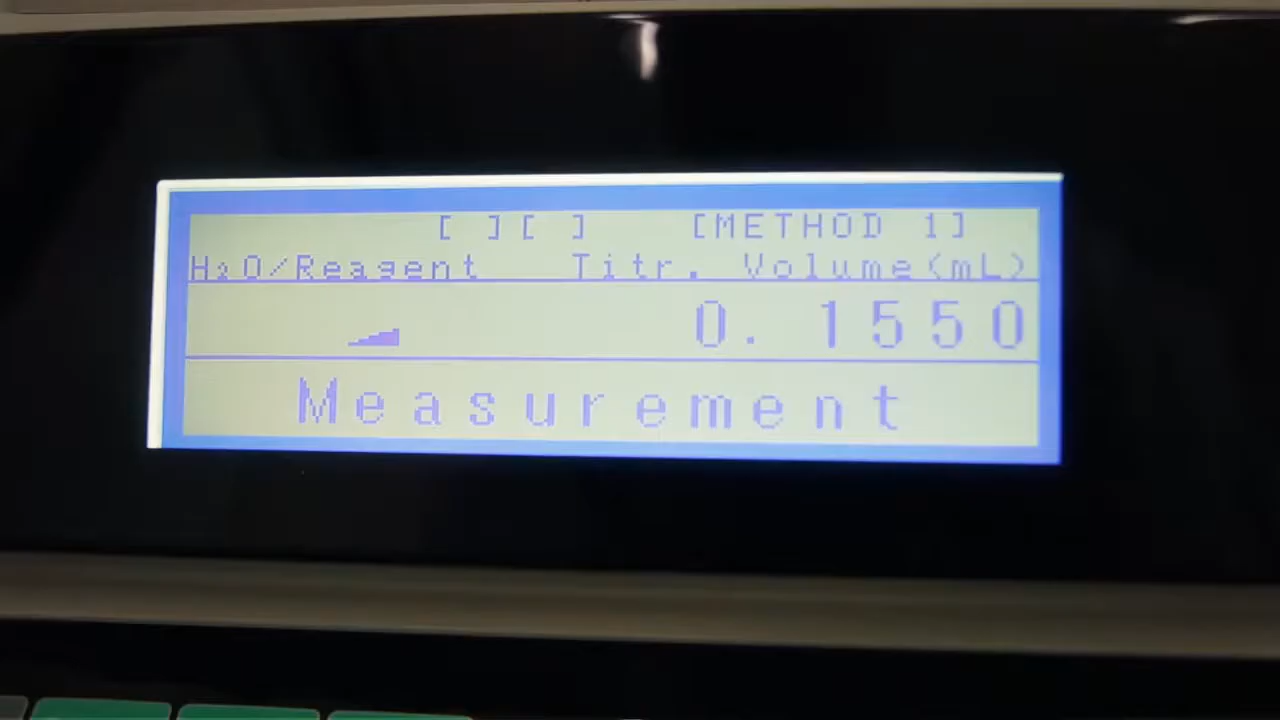 [ ][ ] [METHOD 1]
H₂O/Reagent Titr. Volume(mL)
0.1550
Measurement